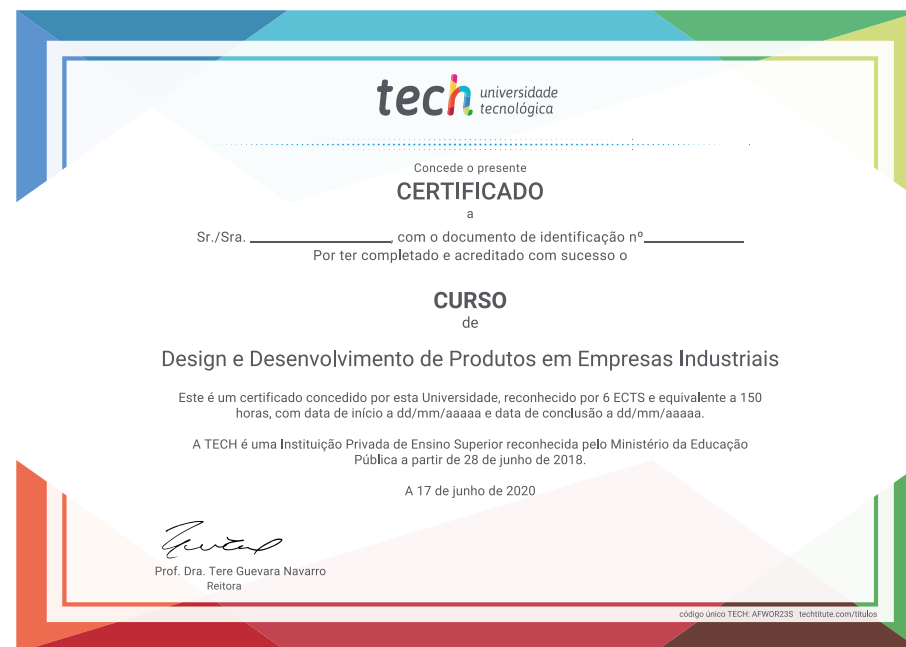 tech universidade
tecnológica
Concede o presente
CERTIFICADO
a
Sr./Sra. ________________, com o documento de identificação nº____________
Por ter completado e acreditado com sucesso o
CURSO
de
Design e Desenvolvimento de Produtos em Empresas Industriais
Este é um certificado concedido por esta Universidade, reconhecido por 6 ECTS e equivalente a 150
horas, com data de início a dd/mm/aaaaa e data de conclusão a dd/mm/aaaaa.
A TECH é uma Instituição Privada de Ensino Superior reconhecida pelo Ministério da Educação
Pública a partir de 28 de junho de 2018.
A 17 de junho de 2020
Prof. Dra. Tere Guevara Navarro
Reitora
código único TECH: AFWOR23S techtitute.com/titulos